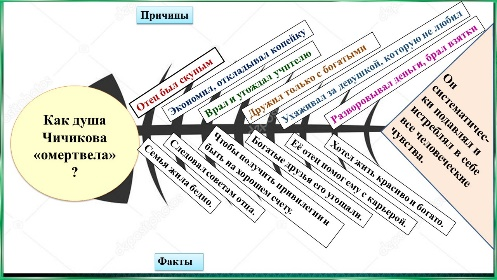 Причины
Как душа
Чичикова
«омертвела»
?
Отец был скупым
Экономил, откладывал копейку
Врал и угождал учителю
Дружил только с богатыми
Ухаживал за девушкой, которую не любил
Разворовывал деньги, брал взятки
Семья жила бедно.
Следовал советам отца.
Чтобы получить привилегии и
быть на хорошем счету.
Богатые друзья его угощали.
Её отец помог ему с карьерой.
Хотел жить красиво и богато.
Он
систематичес-
ки подавлял и
истреблял в себе
все человеческие
чувства.
Факты